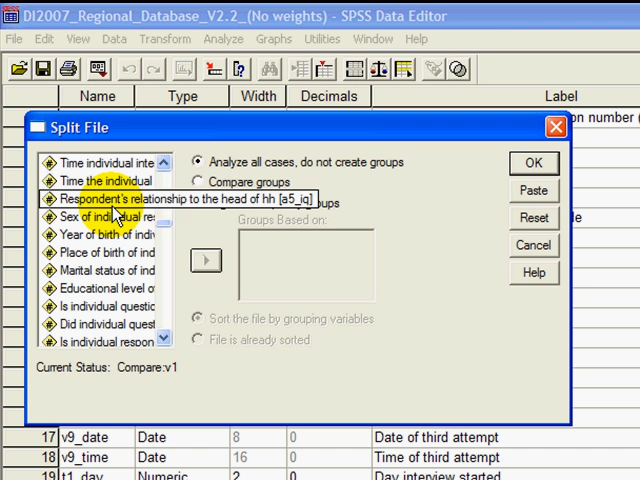 DI2007_Regional_Database_V2.2_(No weights) - SPSS Data Editor
File Edit View Data Transform Analyze Graphs Utilities Window Help
Name Type Width Decimals Label
on number (
Split File
Time individual inte
Analyze all cases, do not create groups
OK
Time the individual
Compare groups
Paste
Respondent's relationship to the head of hh [a5_iq]
ups
Sex of individual res
Groups Based on:
Reset
Year of birth of indiv
Place of birth of ind
Cancel
Marital status of ind
Help
Educational level o
Is individual questic
Did individual quest
Sort the file by grouping variables
Is individual respon
File is already sorted
Current Status: Compare:v1
17 v9_date Date 8 0 Date of third attempt
18 v9_time Date 16 0 Time of third attempt
19 t1_day Numeric 2 0 Day interview started